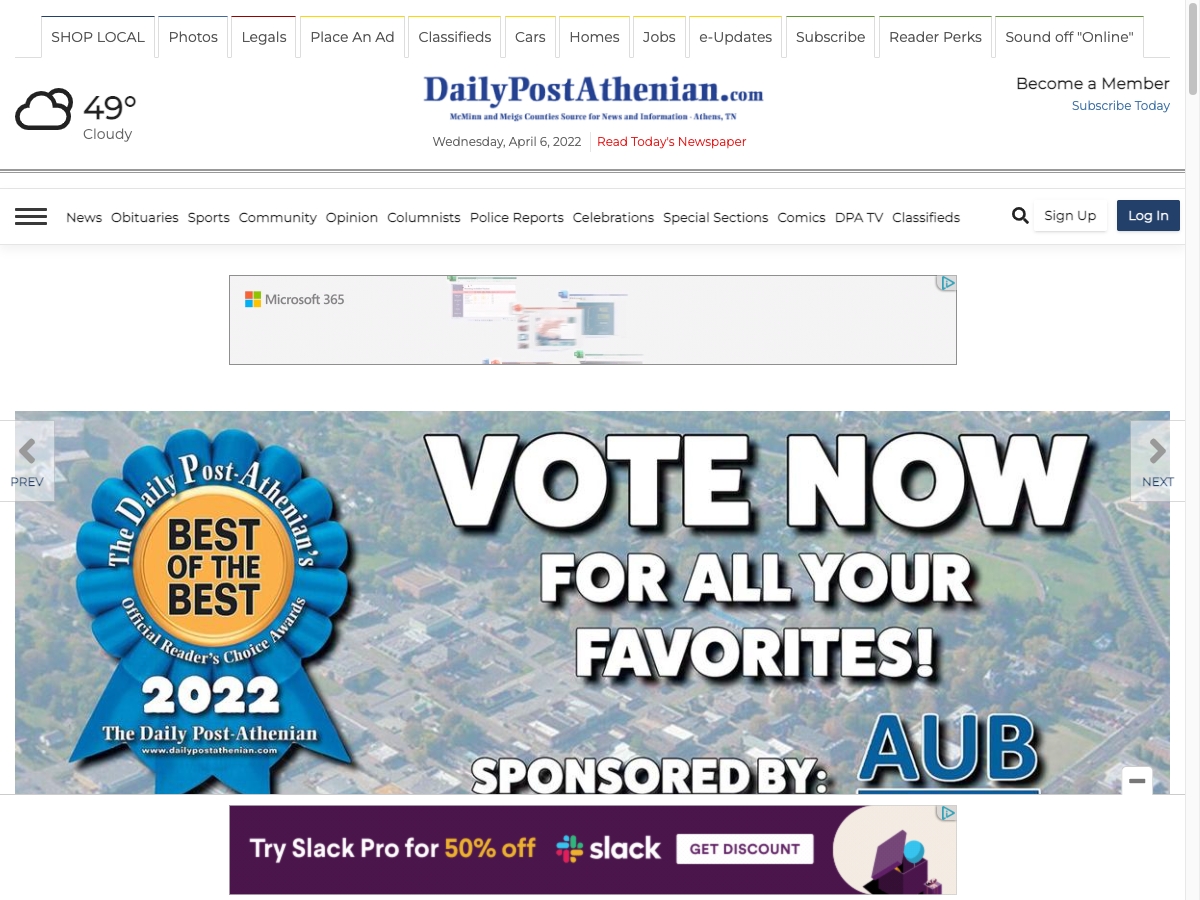 SHOP LOCAL Photos Legals Place An Ad Classifieds Cars Homes Jobs e-Updates Subscribe Reader Perks Sound off "Online"
49°
Cloudy
DailyPostAthenian.com
McMinn and Meigs Counties Source for News and Information - Athens, TN
Wednesday, April 6, 2022 Read Today's Newspaper
Become a Member
Subscribe Today
News Obituaries Sports Community Opinion Columnists Police Reports Celebrations Special Sections Comics DPA TV Classifieds
Sign Up Log In
Microsoft 365
PREV
NEXT
The Daily Post-Athenian's
BEST
OF THE
BEST
Official Reader's Choice Awards
2022
The Daily Post-Athenian
www.dailypostathenian.com
VOTE NOW
FOR ALL YOUR
FAVORITES!
SPONSORED BY: AUB
Try Slack Pro for 50% off slack GET DISCOUNT